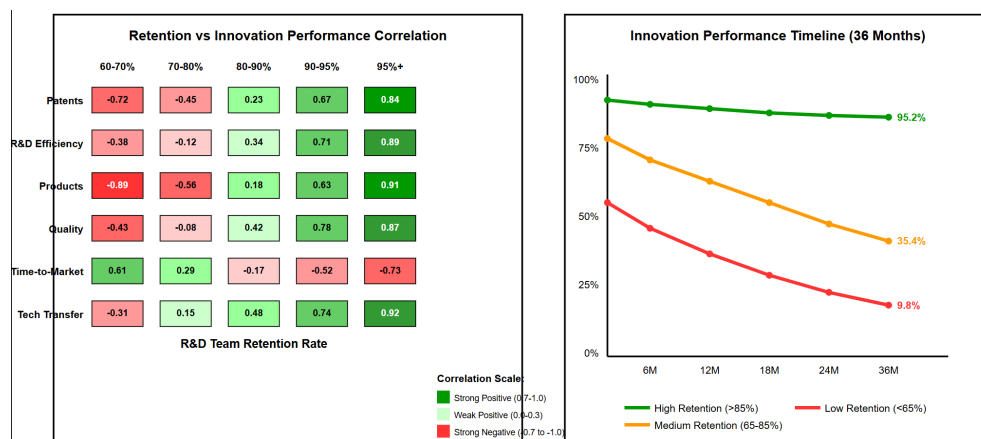 Retention vs Innovation Performance Correlation
60-70% 70-80% 80-90% 90-95% 95%+
Patents -0.72 -0.45 0.23 0.67 0.84
R&D Efficiency -0.38 -0.12 0.34 0.71 0.89
Products -0.89 -0.56 0.18 0.63 0.91
Quality -0.43 -0.08 0.42 0.78 0.87
Time-to-Market 0.61 0.29 -0.17 -0.52 -0.73
Tech Transfer -0.31 0.15 0.48 0.74 0.92
R&D Team Retention Rate
Correlation Scale:
Strong Positive (0.7-1.0)
Weak Positive (0.0-0.3)
Strong Negative (-0.7 to -1.0)
Innovation Performance Timeline (36 Months)
100%
75%
50%
25%
0%
95.2%
35.4%
9.8%
6M 12M 18M 24M 36M
High Retention (>85%) Low Retention (<65%)
Medium Retention (65-85%)